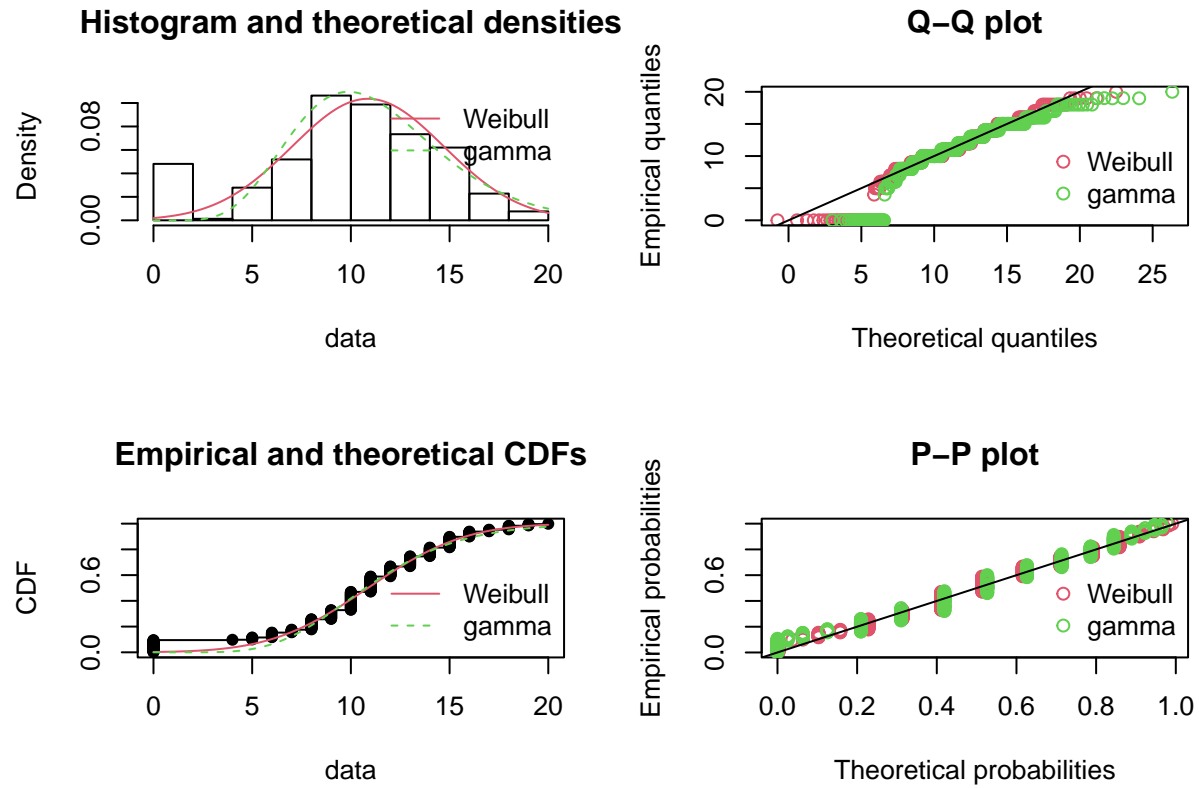 Histogram and theoretical densities
Density
0.00
0.08
Weibull
gamma
0 5 10 15 20
data
Q−Q plot
Empirical quantiles
0 10 20
Weibull
gamma
0 5 10 15 20 25
Theoretical quantiles
Empirical and theoretical CDFs
CDF
0.0 0.6
Weibull
gamma
0 5 10 15 20
data
P−P plot
Empirical probabilities
0.0 0.6
Weibull
gamma
0.0 0.2 0.4 0.6 0.8 1.0
Theoretical probabilities